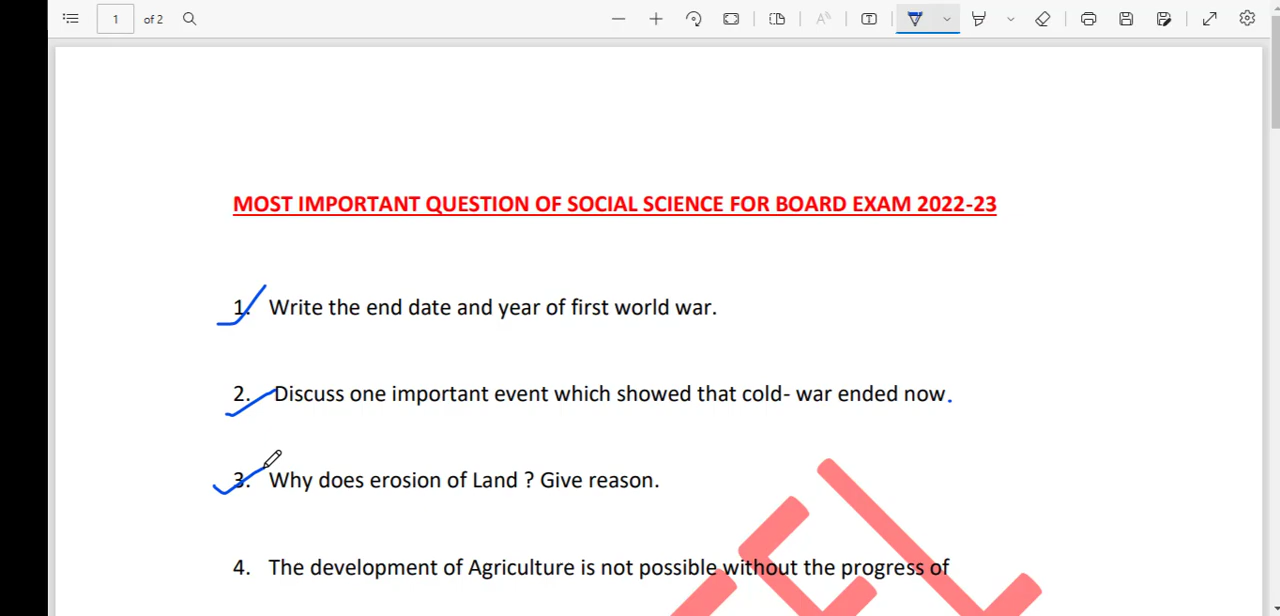 1 of 2
MOST IMPORTANT QUESTION OF SOCIAL SCIENCE FOR BOARD EXAM 2022-23
1. Write the end date and year of first world war.
2. Discuss one important event which showed that cold- war ended now.
3. Why does erosion of Land ? Give reason.
4. The development of Agriculture is not possible without the progress of